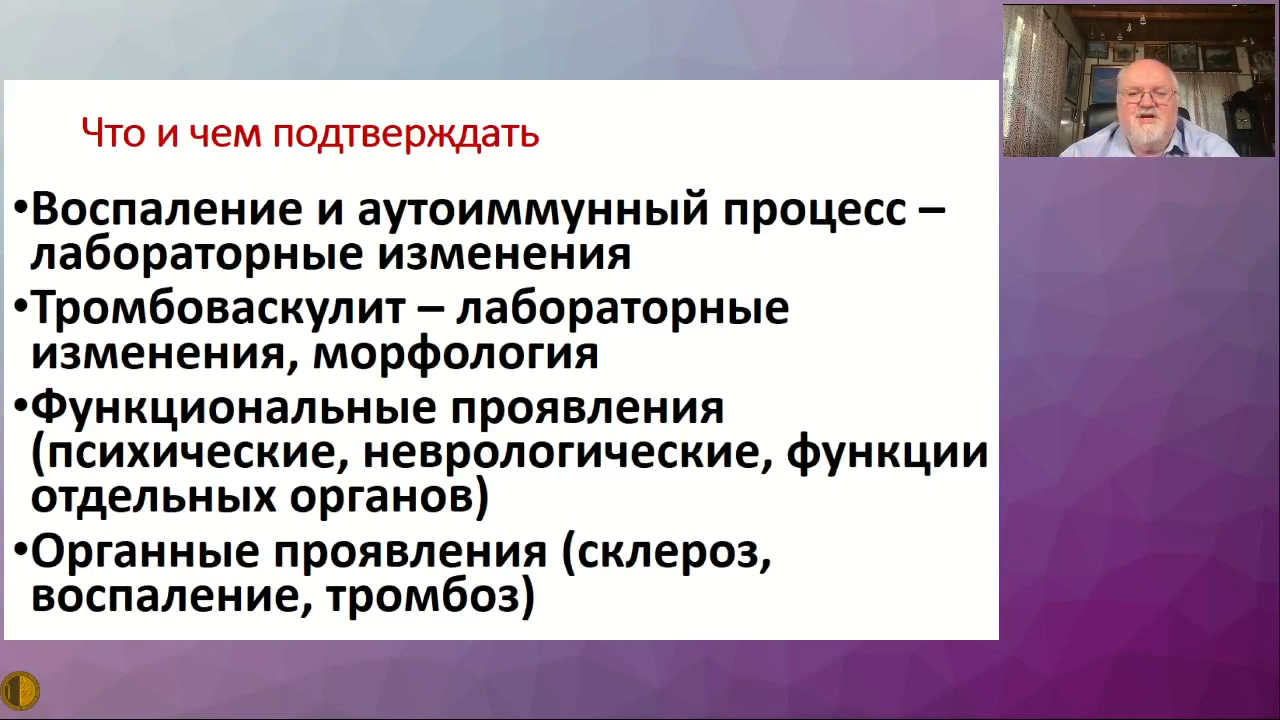 Что и чем подтверждать
•Воспаление и аутоиммунный процесс –
лабораторные изменения
•Тромбоваскулит – лабораторные
изменения, морфология
•Функциональные проявления
(психические, неврологические, функции
отдельных органов)
•Органные проявления (склероз,
воспаление, тромбоз)